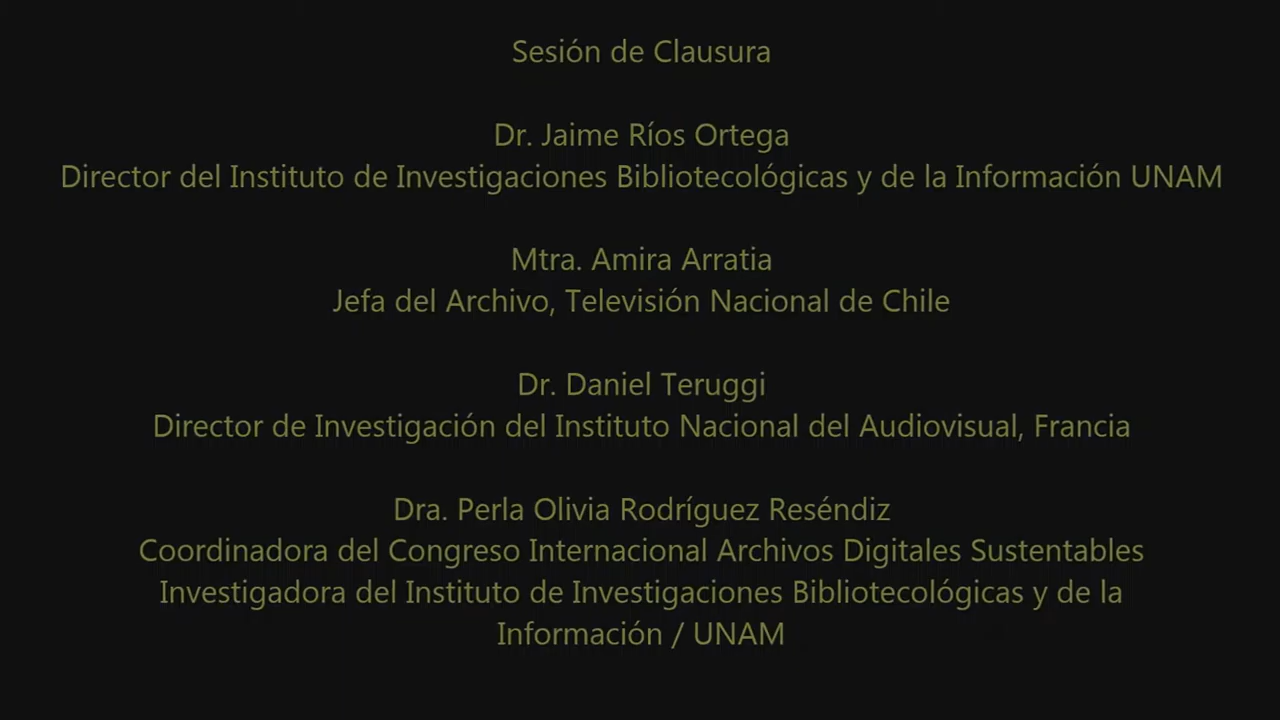 Sesión de Clausura
Dr. Jaime Ríos Ortega
Director del Instituto de Investigaciones Bibliotecológicas y de la Información UNAM
Mtra. Amira Arratia
Jefa del Archivo, Televisión Nacional de Chile
Dr. Daniel Teruggi
Director de Investigación del Instituto Nacional del Audiovisual, Francia
Dra. Perla Olivia Rodríguez Reséndiz
Coordinadora del Congreso Internacional Archivos Digitales Sustentables
Investigadora del Instituto de Investigaciones Bibliotecológicas y de la
Información / UNAM